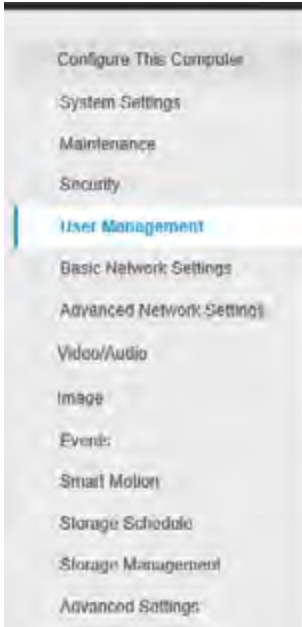 Configure This Computer
System Settings
Maintenance
Security
User Management
Basic Network Settings
Advanced Network Settings
Video/Audio
Image
Events
Smart Motion
Storage Schedule
Storage Management
Advanced Settings